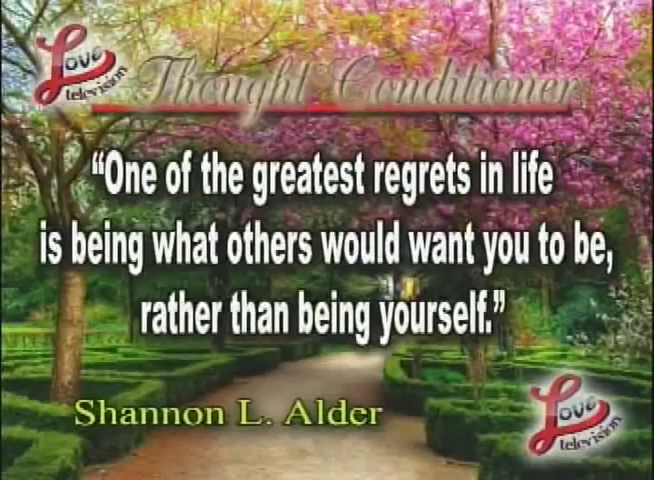 Love
television
Thought Conditioner
“One of the greatest regrets in life
is being what others would want you to be,
rather than being yourself.”
Shannon L. Alder
Love
television